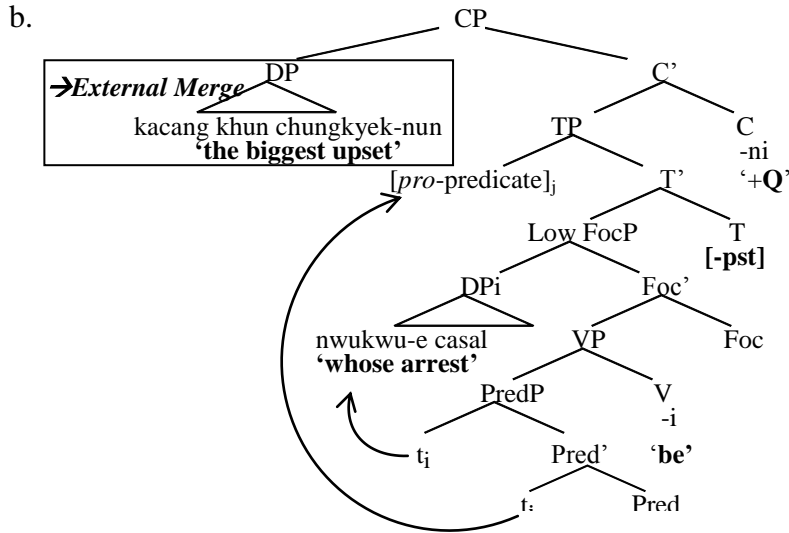 b.
CP
DP
C’
➔External Merge
kacang khun chungkyek-nun
TP
C
‘the biggest upset’
-ni
[pro-predicate]j
T’
‘+Q’
Low FocP
T
[-pst]
DPi
Foc’
nwukwu-e casal
VP
Foc
‘whose arrest’
PredP
V
-i
ti
Pred’
‘be’
Pred